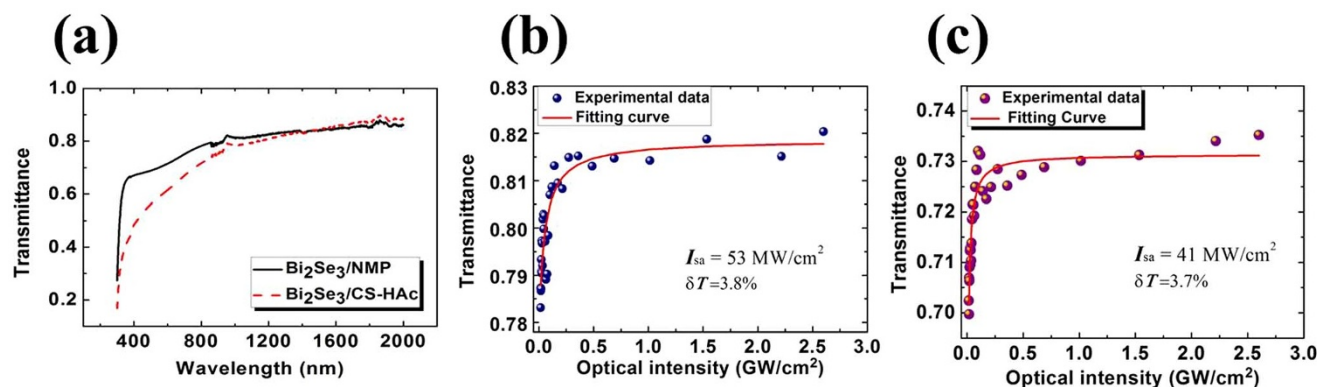 (a)
1.0
0.8
0.6
0.4
0.2
Transmittance
400 800 1200 1600 2000
Wavelength (nm)
Bi2Se3/NMP
Bi2Se3/CS-HAc
(b)
0.83
0.82
0.81
0.80
0.79
0.78
Transmittance
Experimental data
Fitting curve
Isa = 53 MW/cm2
δT=3.8%
0.0 0.5 1.0 1.5 2.0 2.5 3.0
Optical intensity (GW/cm2)
(c)
0.74
0.73
0.72
0.71
0.70
Transmittance
Experimental data
Fitting Curve
Isa = 41 MW/cm2
δT=3.7%
0.0 0.5 1.0 1.5 2.0 2.5 3.0
Optical intensity (GW/cm2)